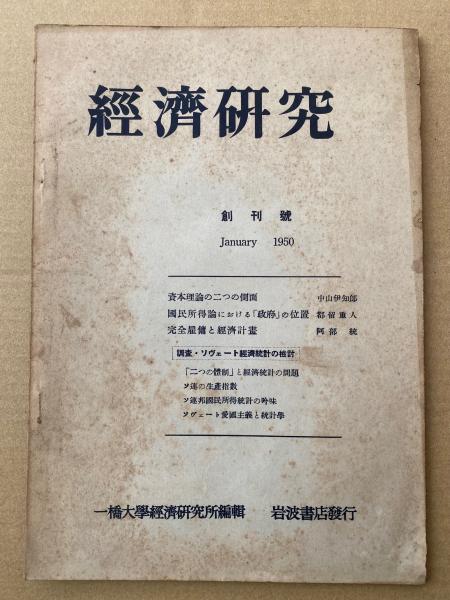 經濟研究
創刊號
January 1950
資本理論の二つの側面 中山伊知郎
國民所得論における「政府」の位置 都留重人
完全雇傭と經濟計畫 阿部統
調査・ソヴェート經濟統計の檢討
「二つの體制」と經濟統計の問題
ソ連の生產指數
ソ連邦國民所得統計の吟味
ソヴェート愛國主義と統計學
一橋大學經濟硏究所編輯 岩波書店發行